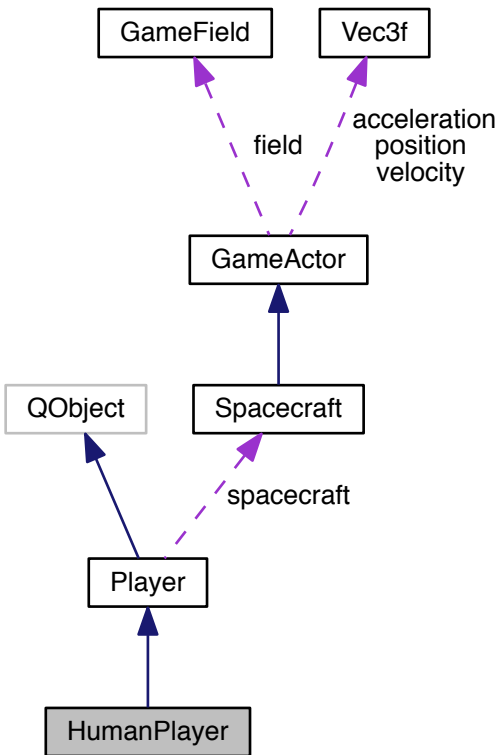 GameField
Vec3f
field
acceleration
position
velocity
GameActor
QObject
Spacecraft
spacecraft
Player
HumanPlayer